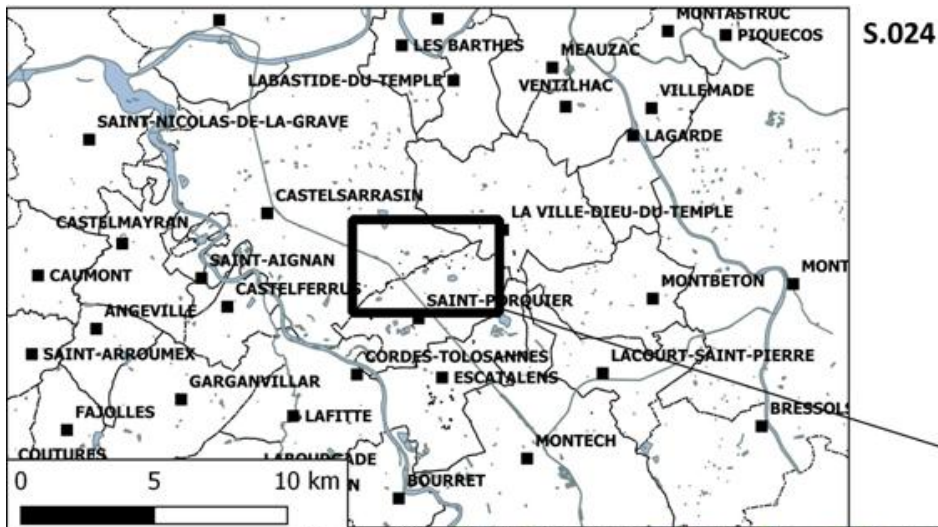 MONTASTRUC
S.024
LES BARTHES
PIQUECOS
MEAUZAC
LABASTIDE-DU-TEMPLE
VENTILHAC
VILLEMADE
SAINT-NICOLAS-DE-LA-GRAVE
LAGARDE
CASTELSARRASIN
CASTELMAYRAN
LA VILLE-DIEU-DU-TEMPLE
SAINT-AIGNAN
CAUMONT
MONTBETON
MONT
CASTELFERRUS
ANGEVILLE
SAINT-PORQUIER
SAINT-ARROUMEX
CORDES-TOLOSANNES
LACOURT-SAINT-PIERRE
GARGANVILLAR
ESCATALENS
FAJOLLES
LAFITTE
BRESSOLS
COUTURES
LABOURGADE
MONTECH
0 5 10 km
N
BOURRET